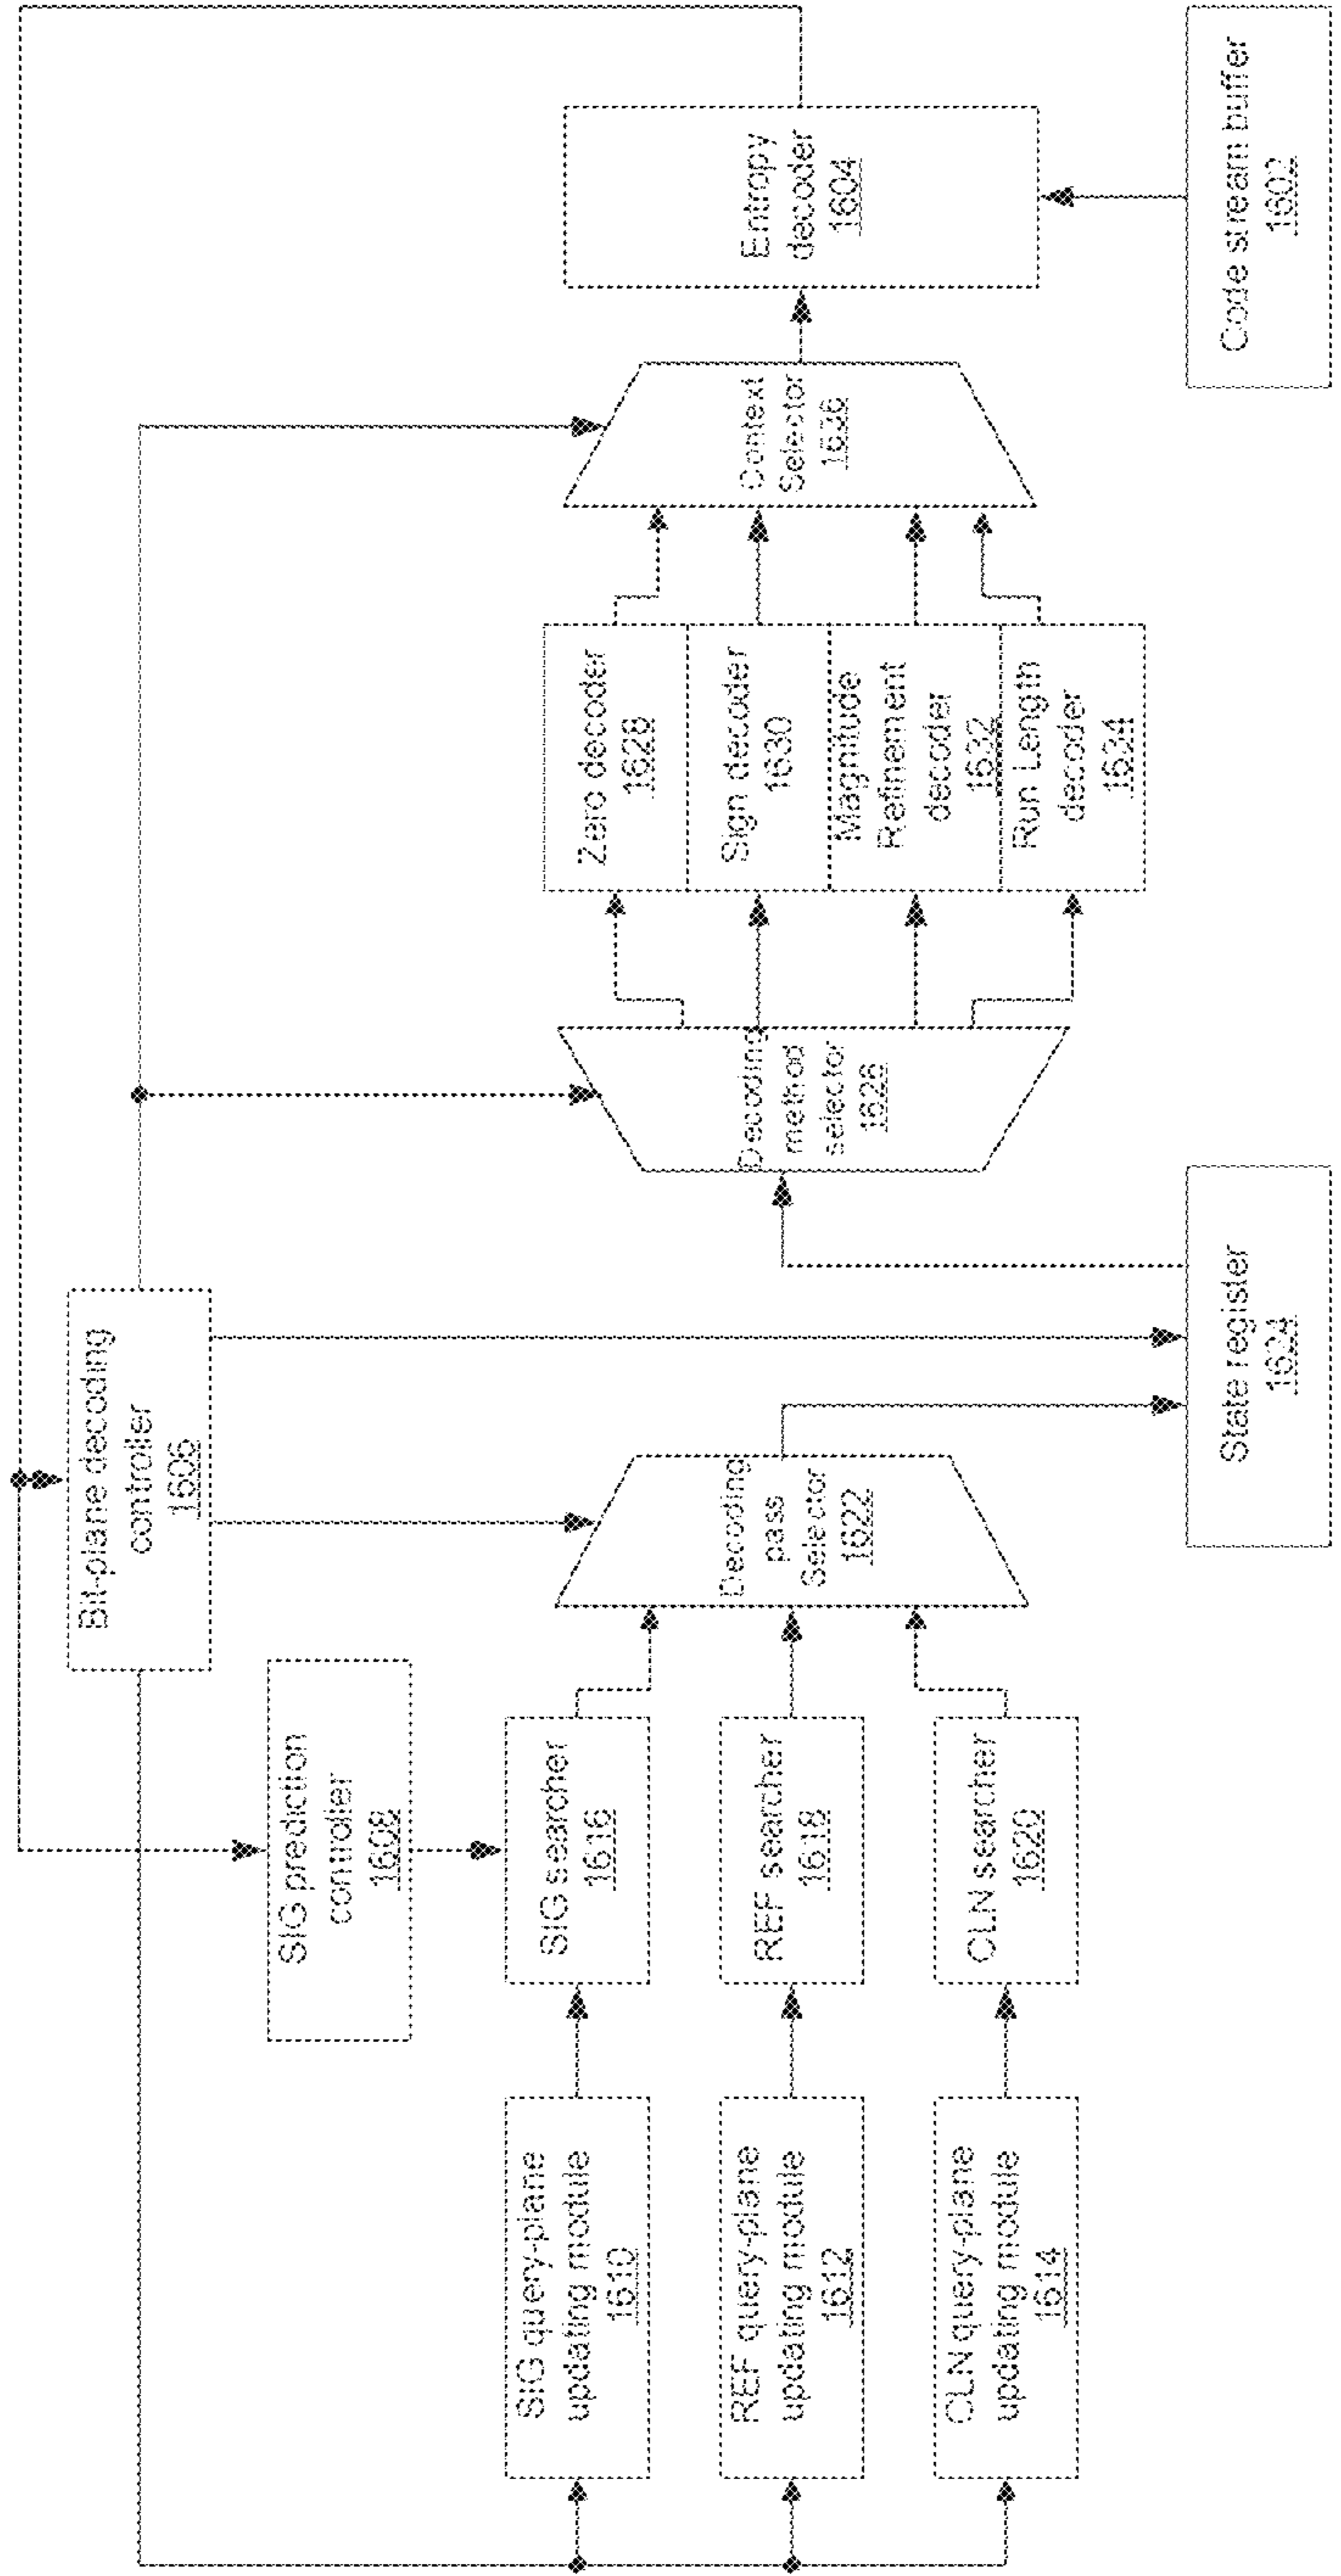 Bit-plane decoding
controller
1606
SIG prediction
controller
1608
SIG query-plane
updating module
1610
SIG searcher
1616
REF query-plane
updating module
1612
REF searcher
1618
CLN query-plane
updating module
1614
CLN searcher
1620
Decoding
pass
Selector
1622
State register
1624
Decoding
method
selector
1626
Zero decoder
1628
Sign decoder
1630
Magnitude
Refinement
decoder
1632
Run Length
decoder
1634
Context
Selector
1636
Entropy
decoder
1604
Code stream buffer
1602